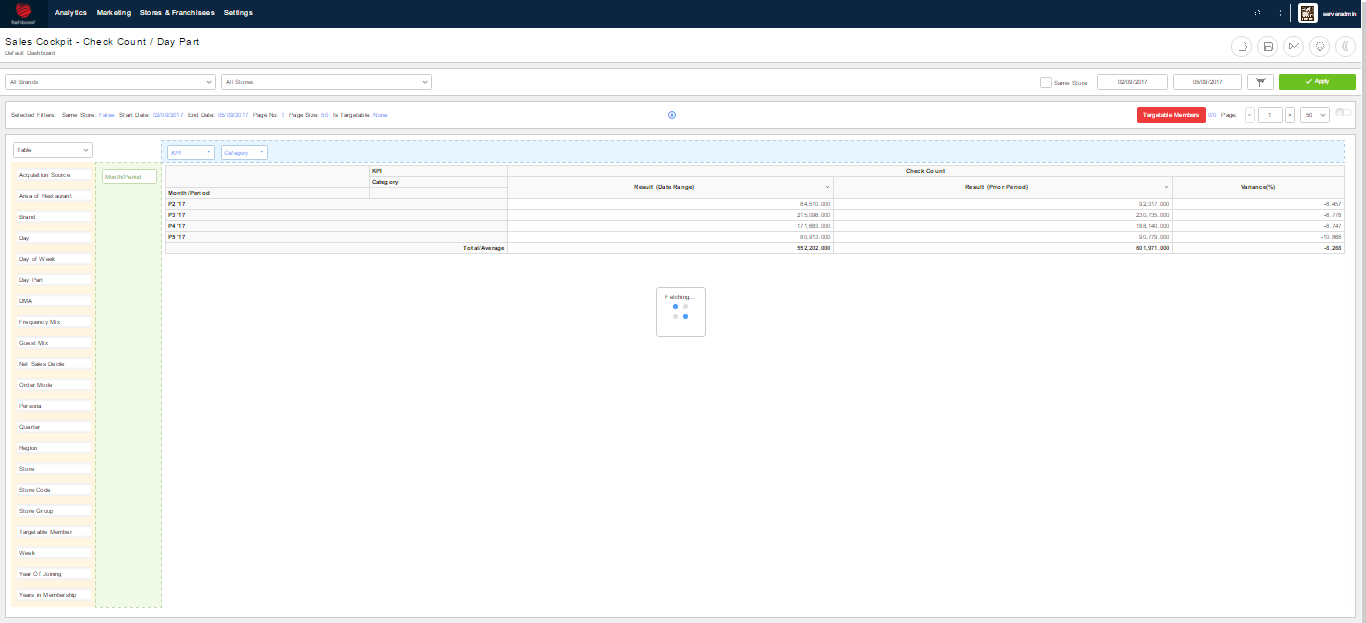 fishbowl
Analytics Marketing Stores & Franchisees Settings serveradmin
Sales Cockpit - Check Count / Day Part
Default Dashboard
All Brands All Stores Same Store 02/09/2017 05/09/2017 Apply
Selected Filters: Same Store: False Start Date: 02/09/2017 End Date: 05/09/2017 Page No: 1 Page Size: 50 Is Targetable: None Targetable Members 0/0 Page: < 1 > 50
Table KPI Category
Acquisition Source
Area of Restaurant
Brand
Day
Day of Week
Day Part
DMA
Frequency Mix
Guest Mix
Net Sales Decile
Order Mode
Persona
Quarter
Region
Store
Store Code
Store Group
Targetable Member
Week
Year Of Joining
Years in Membership
Month/Period
KPI Check Count
Category Result (Date Range) Result (Prior Period) Variance(%)
Month/Period
P2 '17 84,510.000 92,317.000 -8.457
P3 '17 215,096.000 230,735.000 -6.778
P4 '17 171,683.000 188,140.000 -8.747
P5 '17 80,913.000 90,779.000 -10.868
Total/Average 552,202.000 601,971.000 -8.268
Fetching...